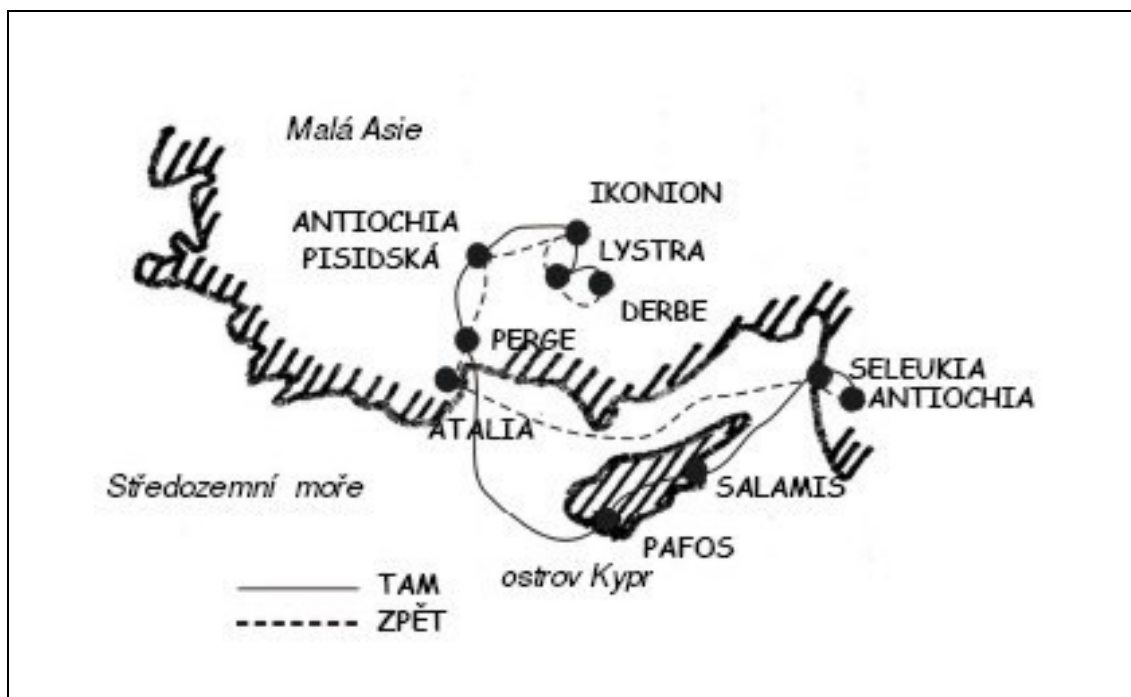 Malá Asie
IKONION
ANTIOCHIA
PISIDSKÁ
LYSTRA
DERBE
PERGE
SELEUKIA
ANTIOCHIA
ATALIA
Středozemní moře
SALAMIS
PAFOS
ostrov Kypr
TAM
ZPĚT